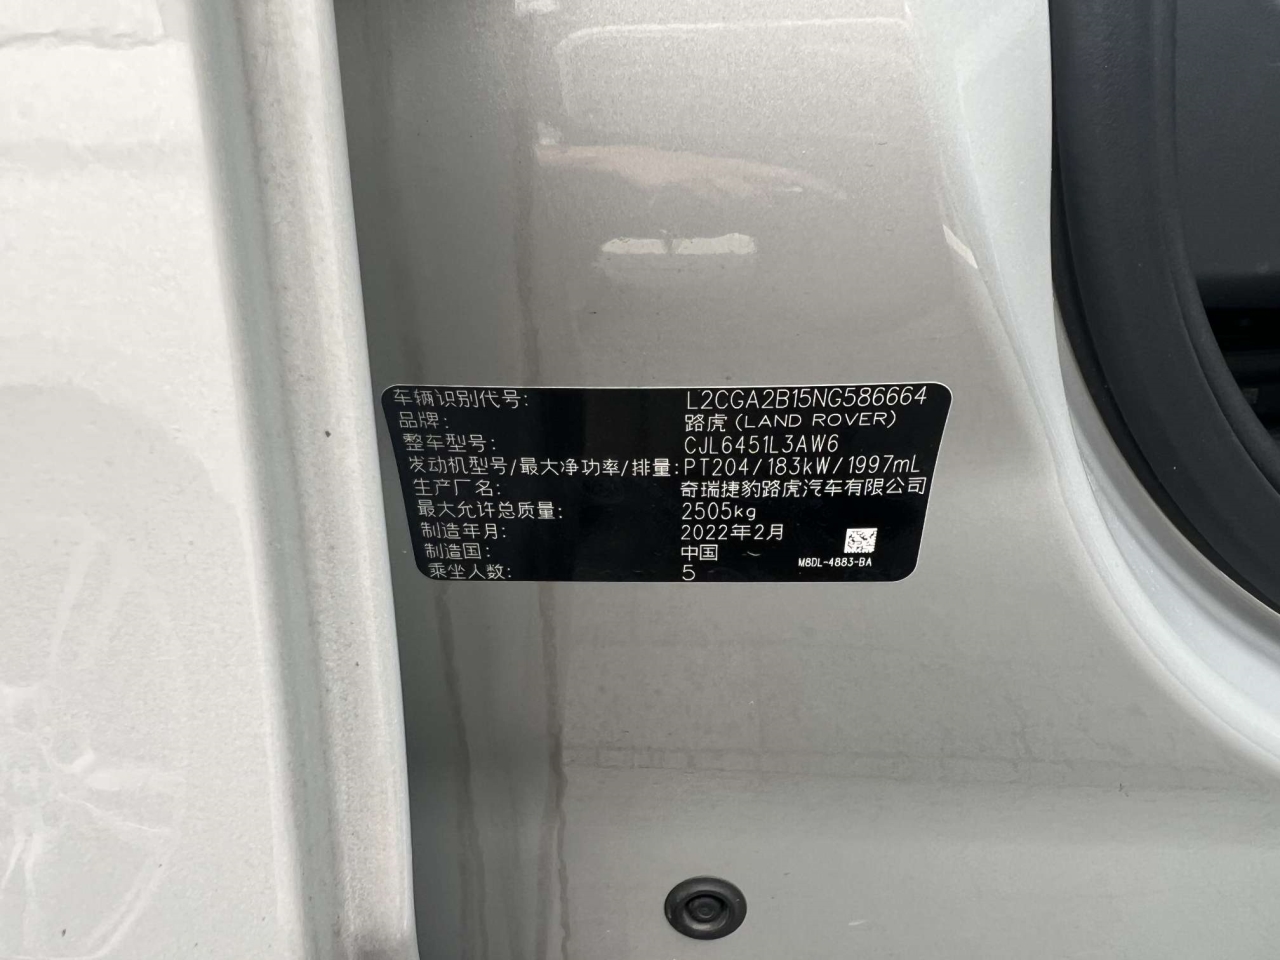 车辆识别代号: L2CGA2B15NG586664
品牌: 路虎(LAND ROVER)
整车型号: CJL6451L3AW6
发动机型号/最大净功率/排量: PT204/183kW/1997mL
生产厂名: 奇瑞捷豹路虎汽车有限公司
最大允许总质量: 2505kg
制造年月: 2022年2月
制造国: 中国
M8DL-4883-BA
乘坐人数: 5